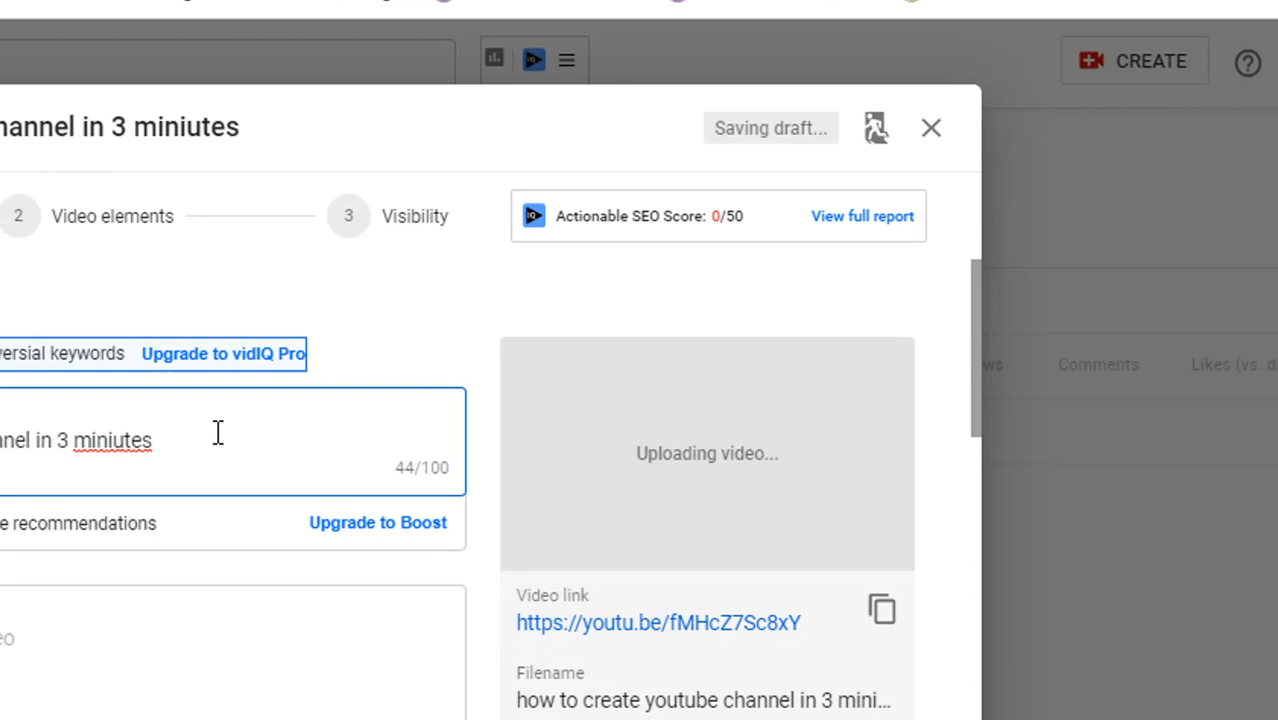 CREATE
hannel in 3 miniutes
Saving draft...
2 Video elements
3 Visibility
Actionable SEO Score: 0/50
View full report
ersial keywords Upgrade to vidIQ Pro
nnel in 3 miniutes
44/100
Uploading video...
e recommendations Upgrade to Boost
Video link
https://youtu.be/fMHcZ7Sc8xY
Filename
how to create youtube channel in 3 mini...
eo
ws
Comments
Likes (vs. d